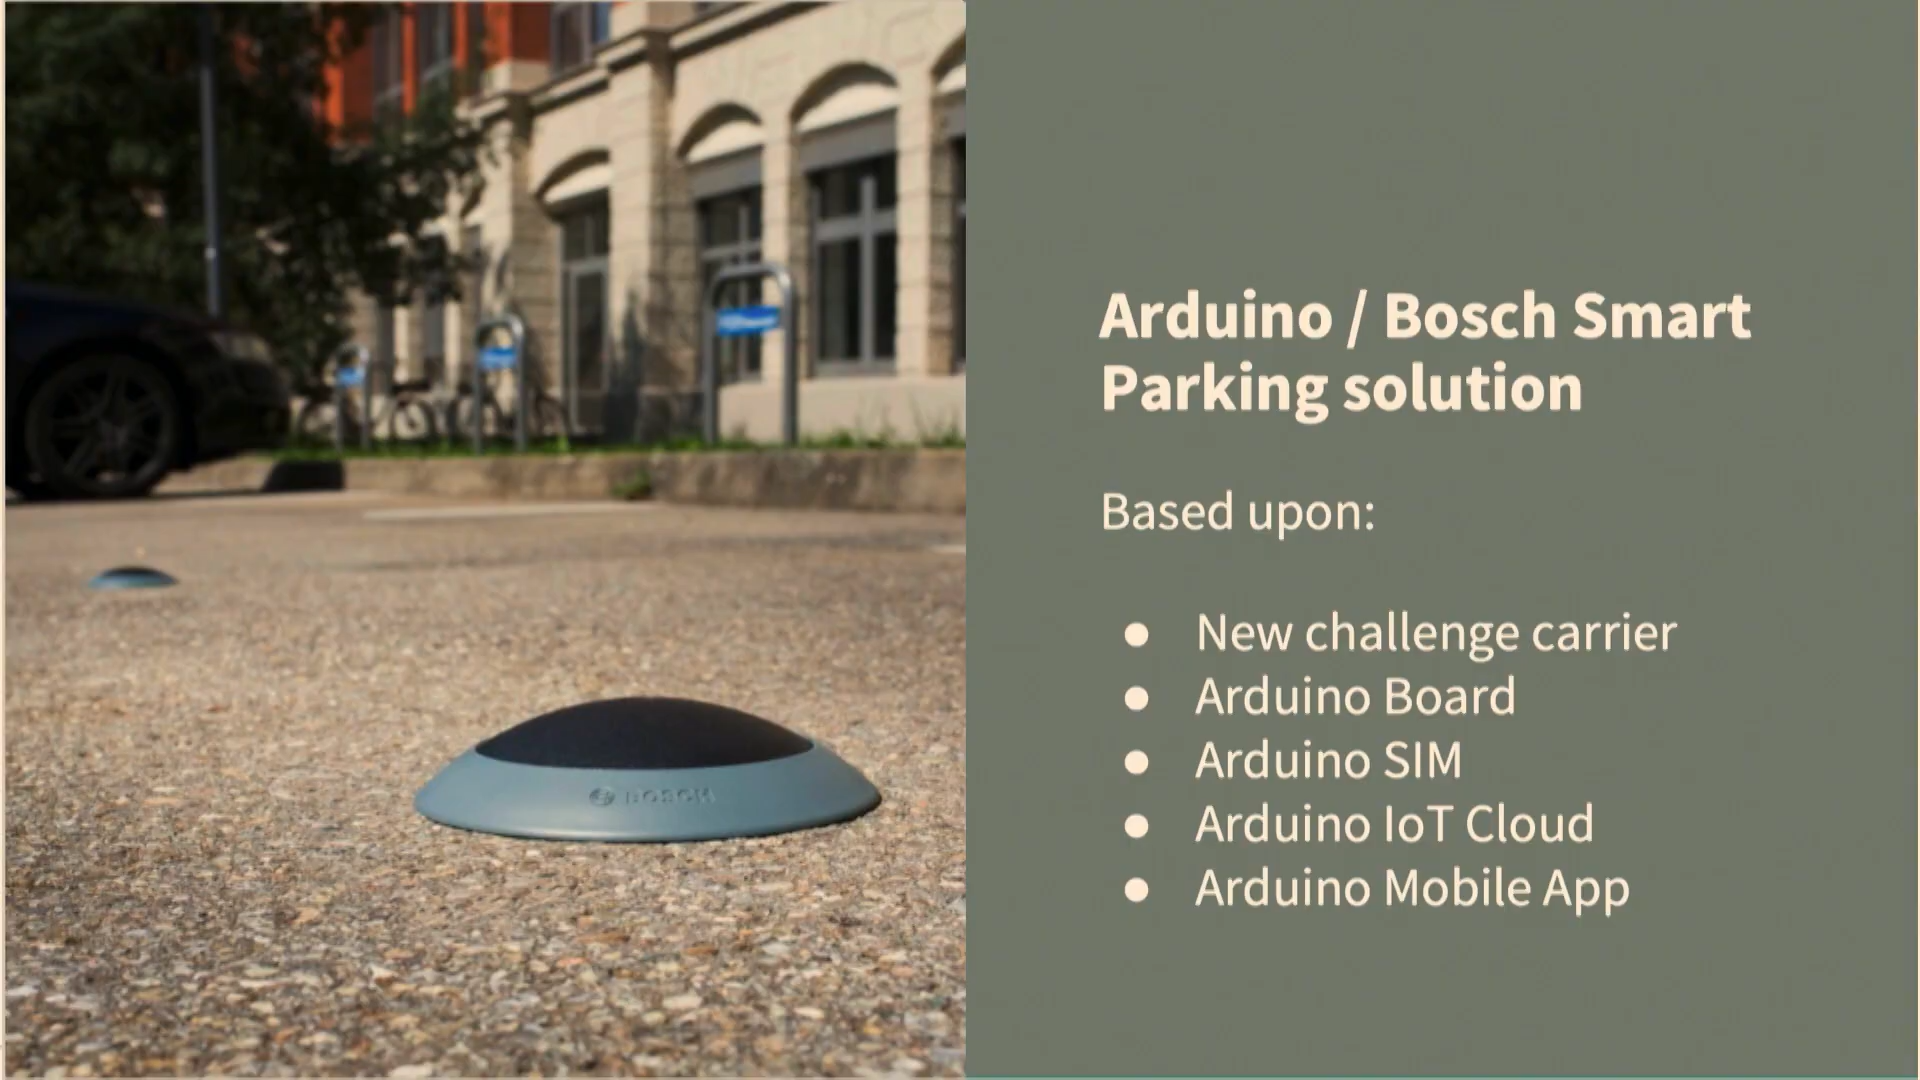 Arduino / Bosch Smart
Parking solution
Based upon:
● New challenge carrier
● Arduino Board
● Arduino SIM
● Arduino IoT Cloud
● Arduino Mobile App
BOSCH